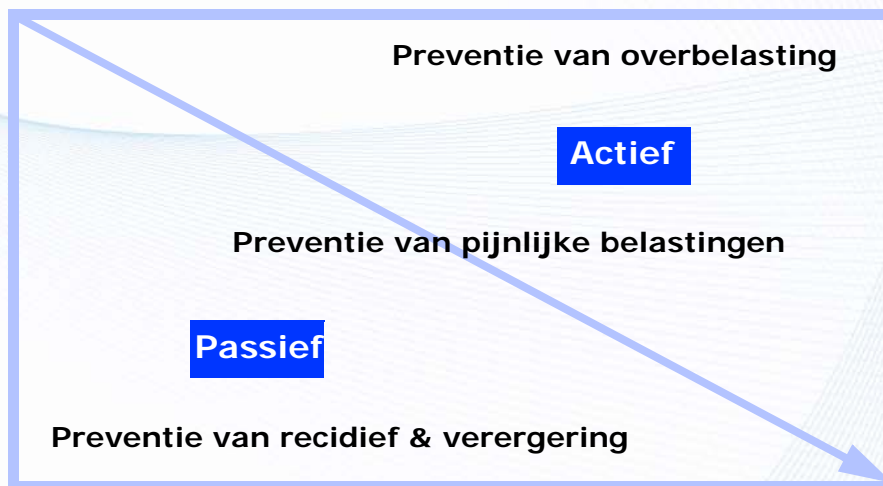 Preventie van overbelasting
Actief
Preventie van pijnlijke belastingen
Passief
Preventie van recidief & verergering